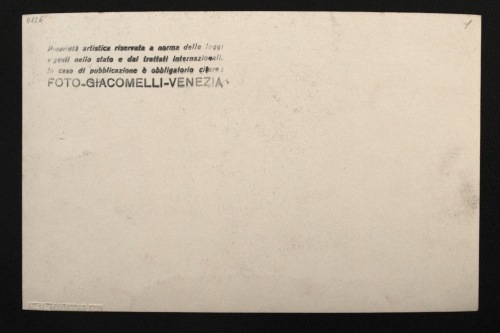 0126
Proprietà artistica riservata a norma delle leggi
vigenti nello stato e dai trattati internazionali.
In caso di pubblicazione è obbligatorio citare:
FOTO-GIACOMELLI-VENEZIA